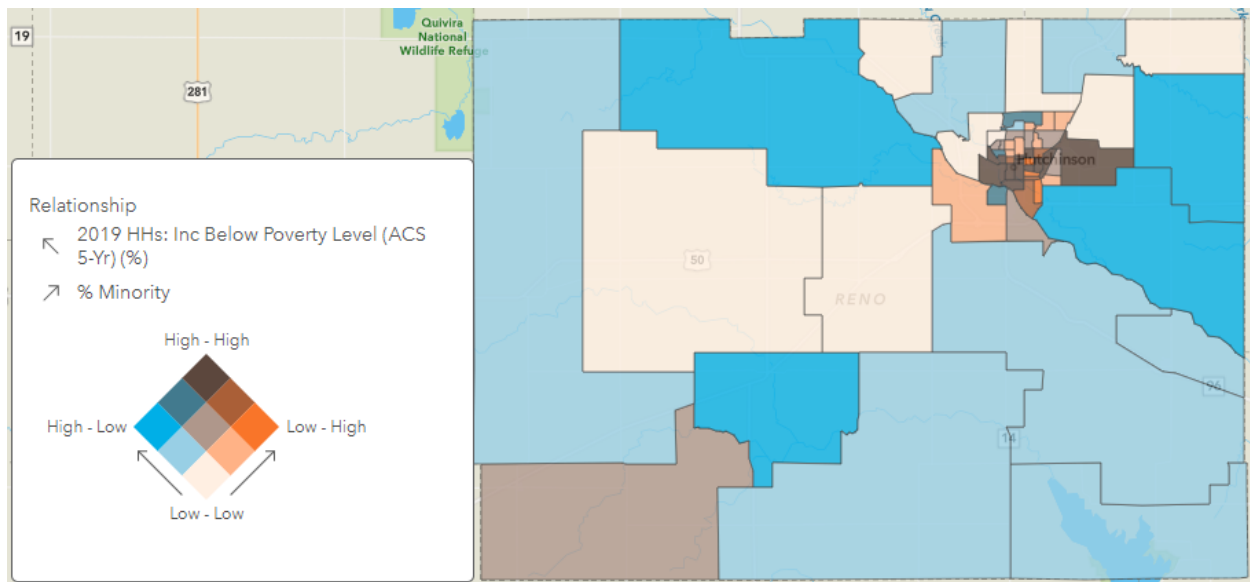 19
Quivira
National
Wildlife Refuge
281
Hutchinson
50
RENO
96
14
Relationship
2019 HHs: Inc Below Poverty Level (ACS
5-Yr) (%)
% Minority
High - High
High - Low
Low - High
Low - Low